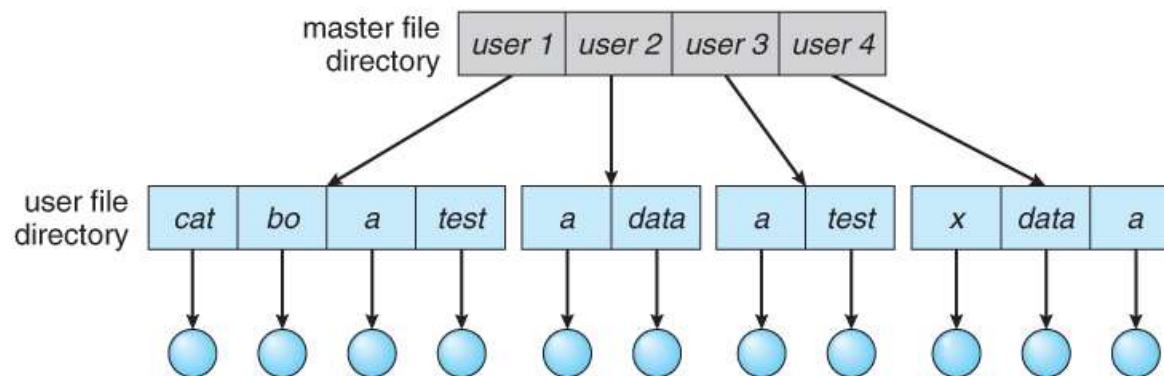 master file
directory
user 1 user 2 user 3 user 4
user file
directory
cat bo a test a data a test x data a